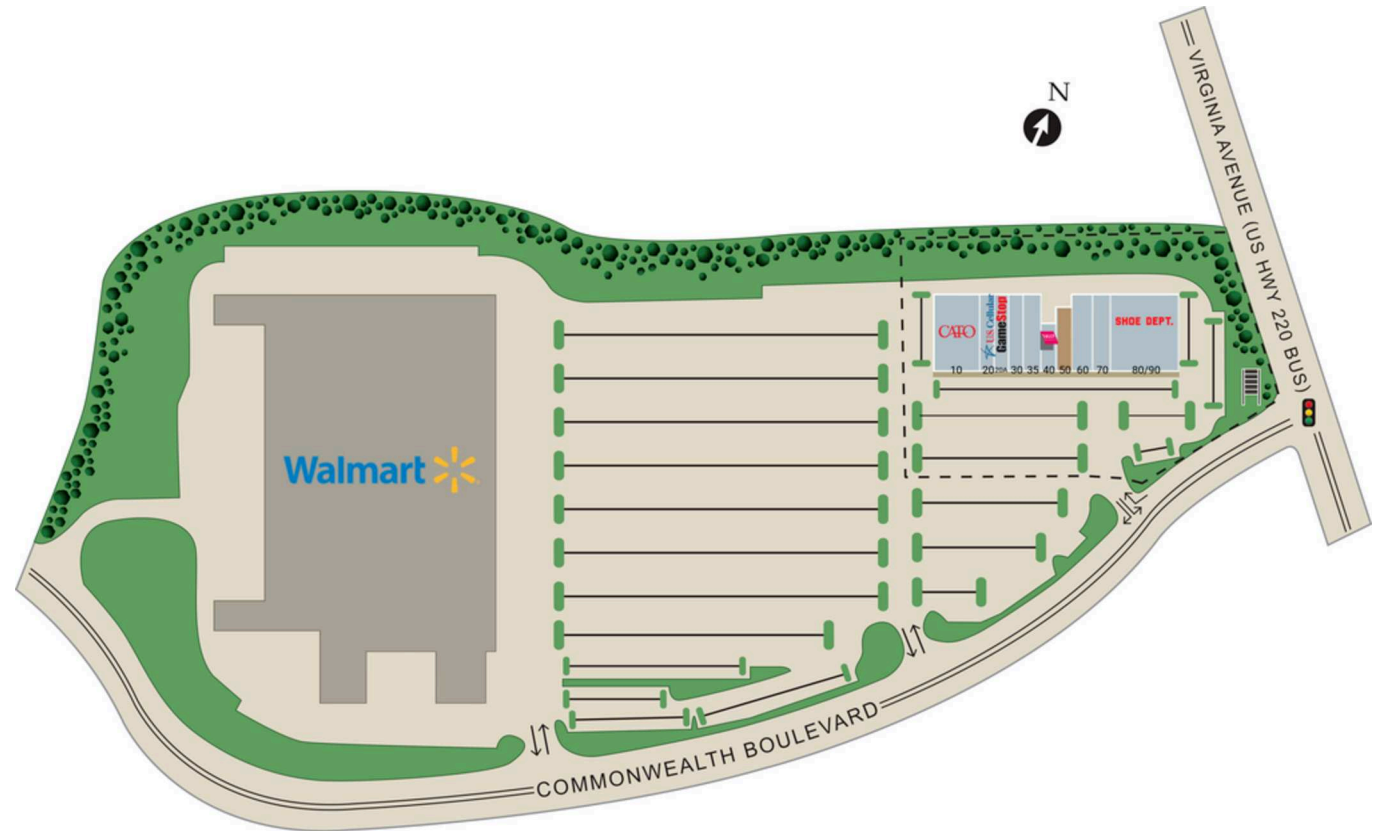 N
VIRGINIA AVENUE (US HWY 220 BUS)
CATO
US Cellular
GameStop
SHOE DEPT.
10 20 20A 30 35 40 50 60 70 80/90
Walmart
COMMONWEALTH BOULEVARD